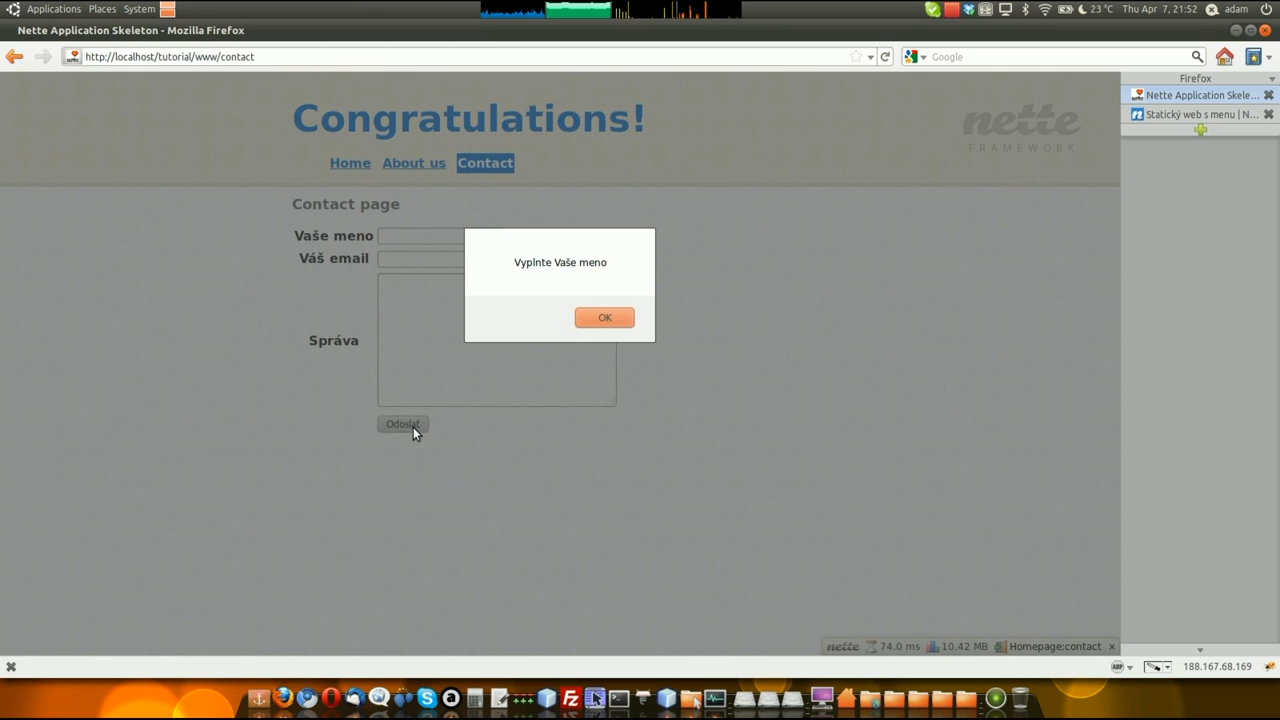 Applications Places System
23 °C Thu Apr 7, 21:52 adam
Nette Application Skeleton - Mozilla Firefox
http://localhost/tutorial/www/contact
Google
Firefox
Nette Application Skele...
Statický web s menu | N...
Congratulations!
nette
FRAMEWORK
Home About us Contact
Contact page
Vaše meno
Váš email
Správa
Odoslať
Vyplnte Vaše meno
OK
nette 74.0 ms 10.42 MB Homepage:contact ×
ABP 188.167.68.169